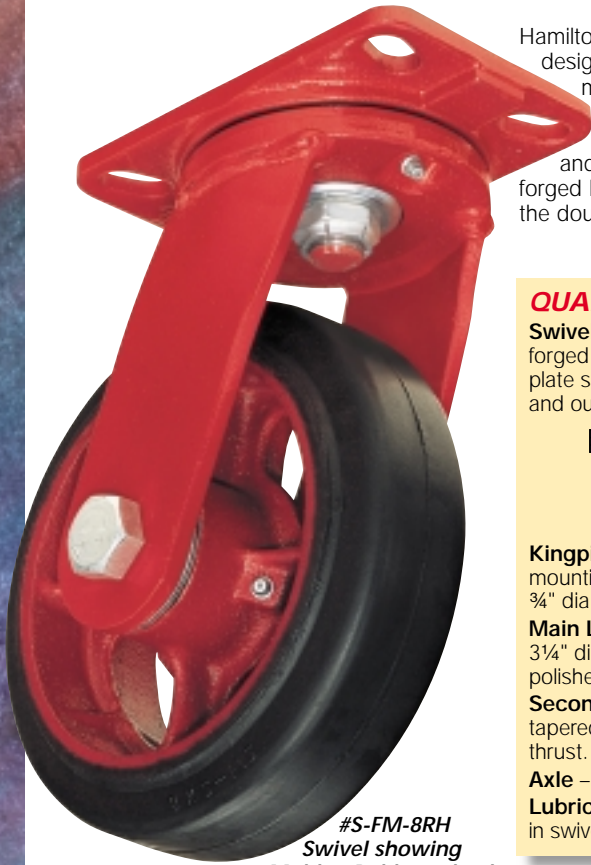 Hamilto
desig
m
and
forged
the dou
QUA
Swive
forged
plate s
and ou
Kingp
mounti
¾" dia
Main L
3¼" di
polishe
Secon
tapered
thrust.
Axle –
Lubric
in swiv
#S-FM-8RH
Swivel showing